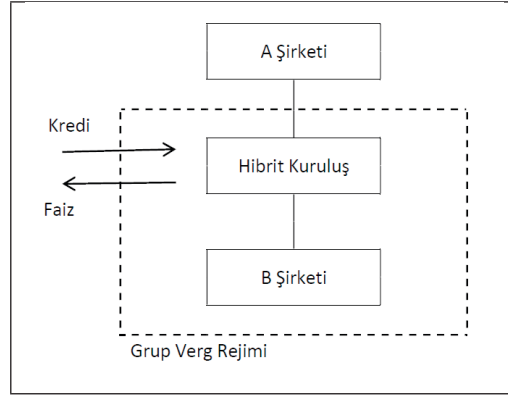 A Şirketi
Kredi
Hibrit Kuruluş
Faiz
B Şirketi
Grup Verg Rejimi